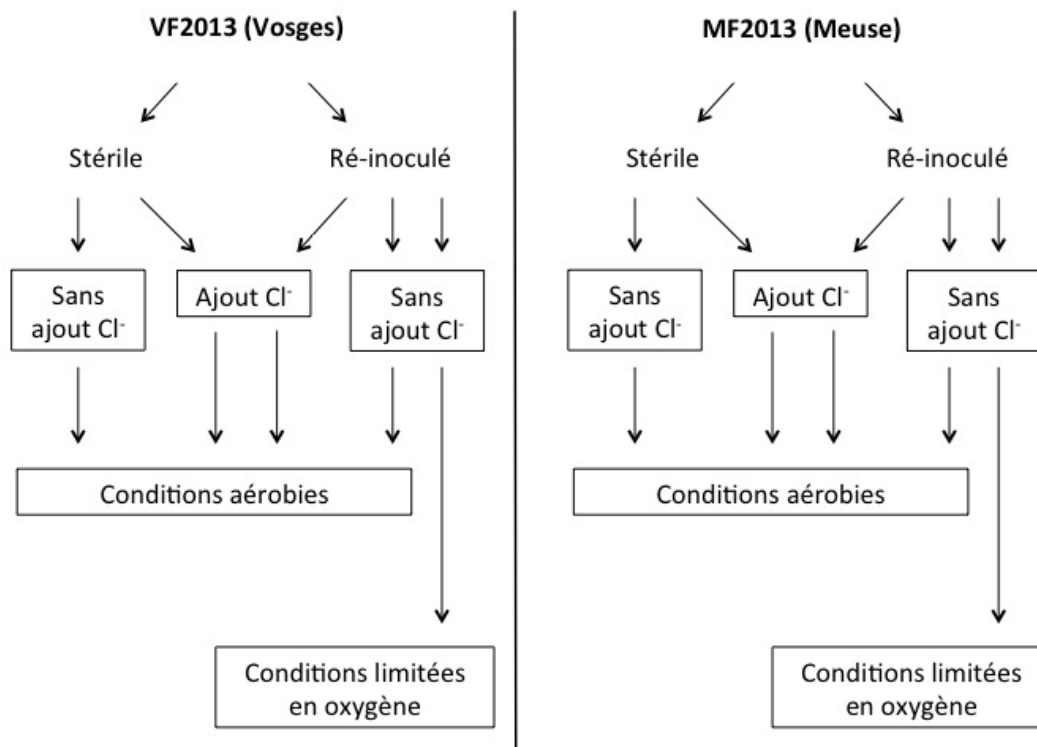 VF2013 (Vosges)
Stérile
Ré-inoculé
Sans
ajout Cl⁻
Ajout Cl⁻
Sans
ajout Cl⁻
Conditions aérobies
Conditions limitées
en oxygène
MF2013 (Meuse)
Stérile
Ré-inoculé
Sans
ajout Cl⁻
Ajout Cl⁻
Sans
ajout Cl⁻
Conditions aérobies
Conditions limitées
en oxygène